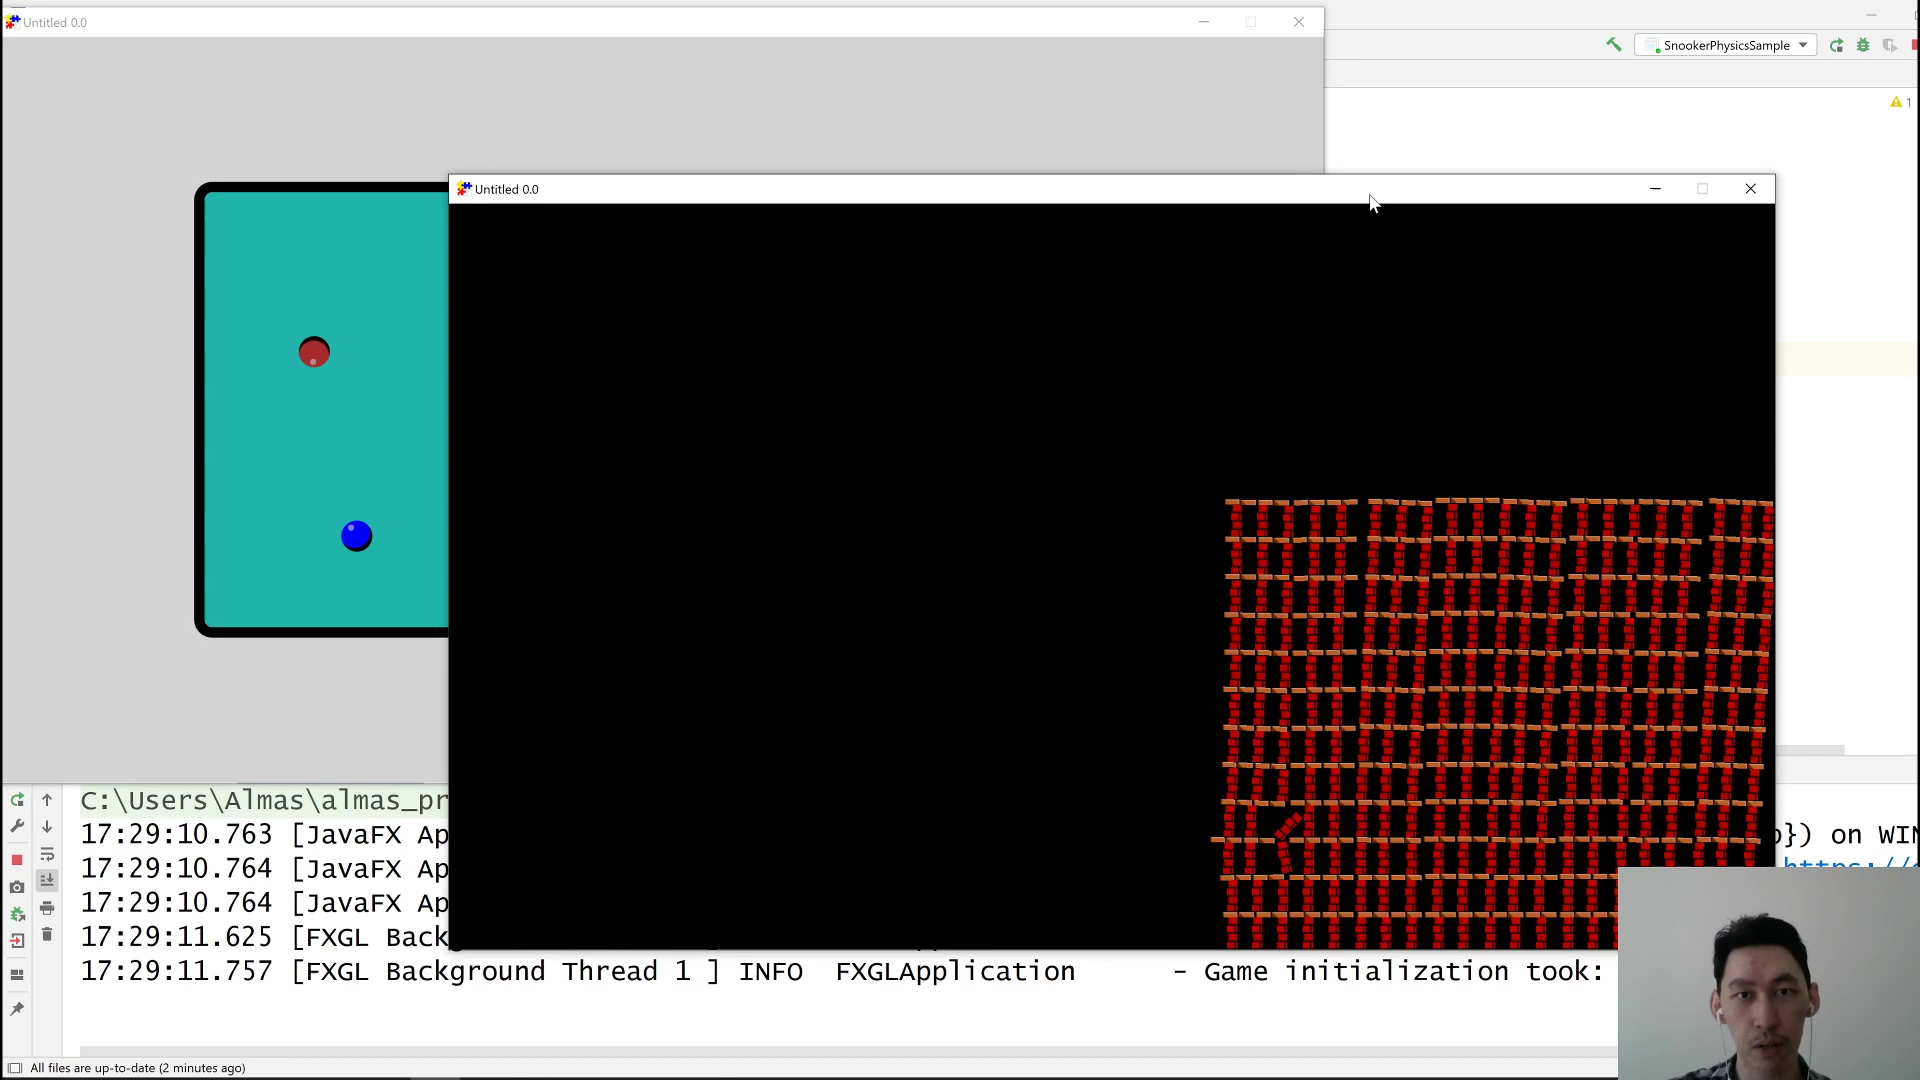 Untitled 0.0
SnookerPhysicsSample
1
Untitled 0.0
C:\Users\Almas\almas_pr
17:29:10.763 [JavaFX Ap }) on WIN
17:29:10.764 [JavaFX Ap https://
17:29:10.764 [JavaFX Ap
17:29:11.625 [FXGL Back
17:29:11.757 [FXGL Background Thread 1 ] INFO FXGLApplication - Game initialization took:
All files are up-to-date (2 minutes ago)